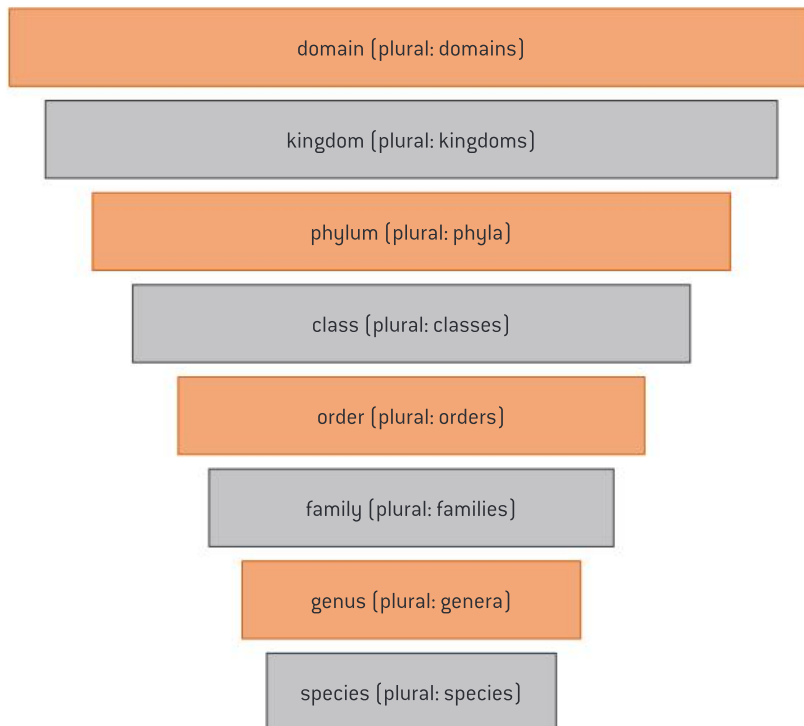 domain (plural: domains)
kingdom (plural: kingdoms)
phylum (plural: phyla)
class (plural: classes)
order (plural: orders)
family (plural: families)
genus (plural: genera)
species (plural: species)